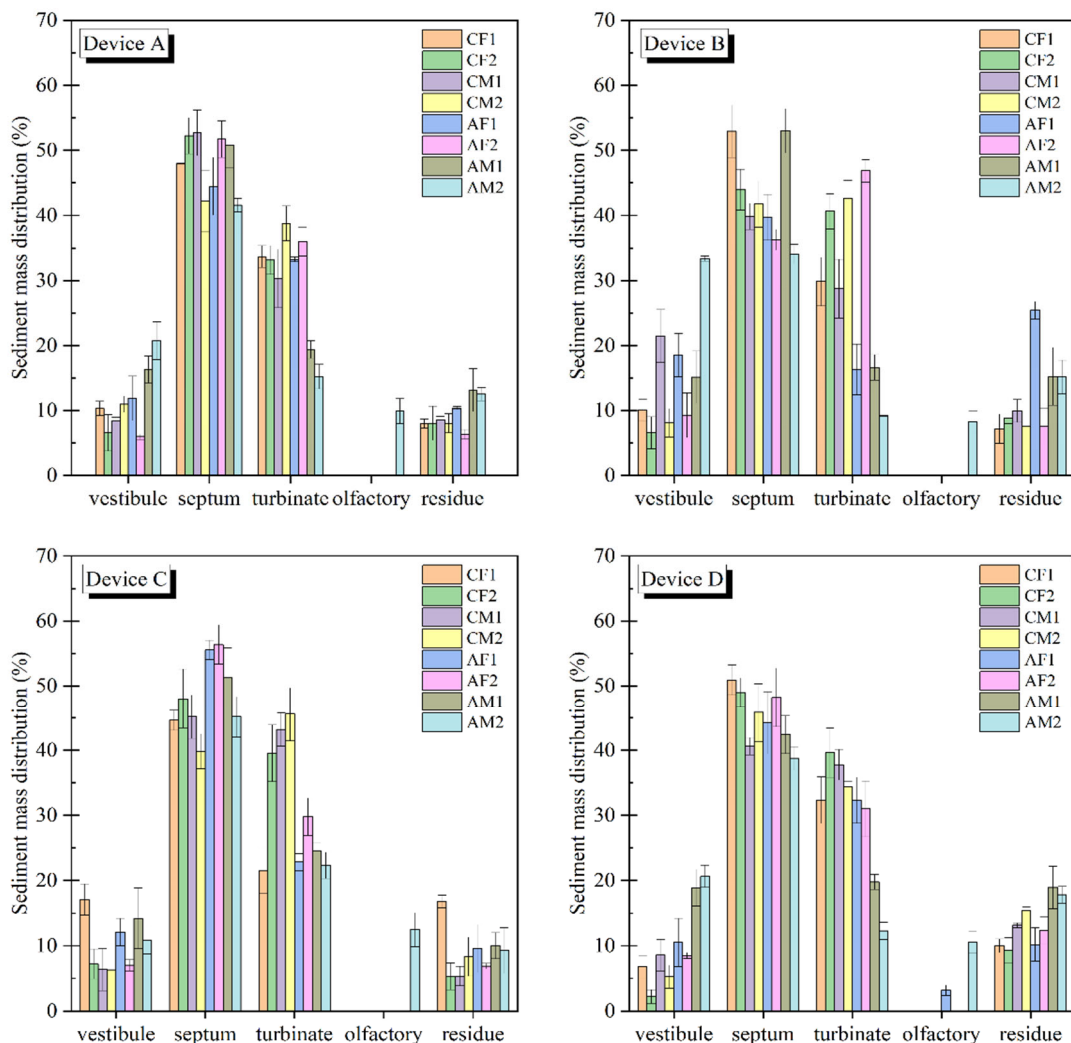 Device A
CF1
CF2
CM1
CM2
AF1
AF2
AM1
AM2
Sediment mass distribution (%)
70
60
50
40
30
20
10
0
vestibule septum turbinate olfactory residue
Device B
CF1
CF2
CM1
CM2
AF1
AF2
AM1
AM2
Sediment mass distribution (%)
70
60
50
40
30
20
10
0
vestibule septum turbinate olfactory residue
Device C
CF1
CF2
CM1
CM2
AF1
AF2
AM1
AM2
Sediment mass distribution (%)
70
60
50
40
30
20
10
0
vestibule septum turbinate olfactory residue
Device D
CF1
CF2
CM1
CM2
AF1
AF2
AM1
AM2
Sediment mass distribution (%)
70
60
50
40
30
20
10
0
vestibule septum turbinate olfactory residue